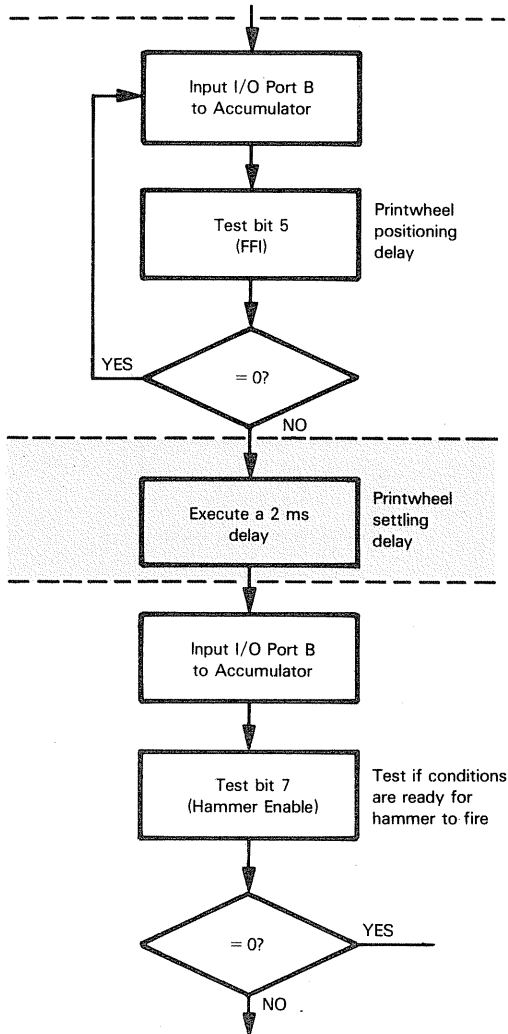 Input I/O Port B
to Accumulator
Test bit 5
(FFI)
Printwheel
positioning
delay
YES
= 0?
NO
Execute a 2 ms
delay
Printwheel
settling
delay
Input I/O Port B
to Accumulator
Test bit 7
(Hammer Enable)
Test if conditions
are ready for
hammer to fire
YES
= 0?
NO